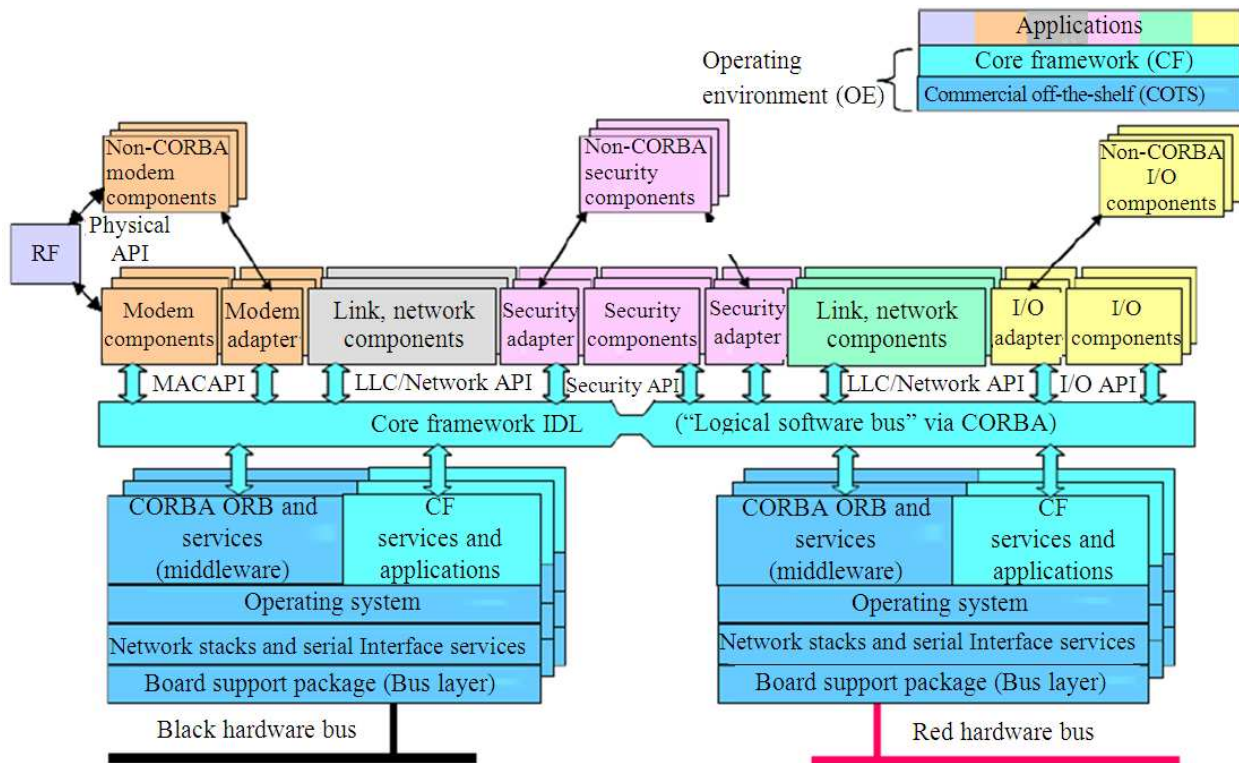 Applications
Operating
environment (OE)
Core framework (CF)
Commercial off-the-shelf (COTS)
Non-CORBA
modem
components
Non-CORBA
security
components
Non-CORBA
I/O
components
RF
Physical
API
Modem
components
Modem
adapter
Link, network
components
Security
adapter
Security
components
Security
adapter
Link, network
components
I/O
adapter
I/O
components
MACAPI
LLC/Network API
Security API
LLC/Network API
I/O API
Core framework IDL
(“Logical software bus” via CORBA)
CORBA ORB and
services
(middleware)
CF
services and
applications
Operating system
Network stacks and serial Interface services
Board support package (Bus layer)
CORBA ORB and
services
(middleware)
CF
services and
applications
Operating system
Network stacks and serial Interface services
Board support package (Bus layer)
Black hardware bus
Red hardware bus